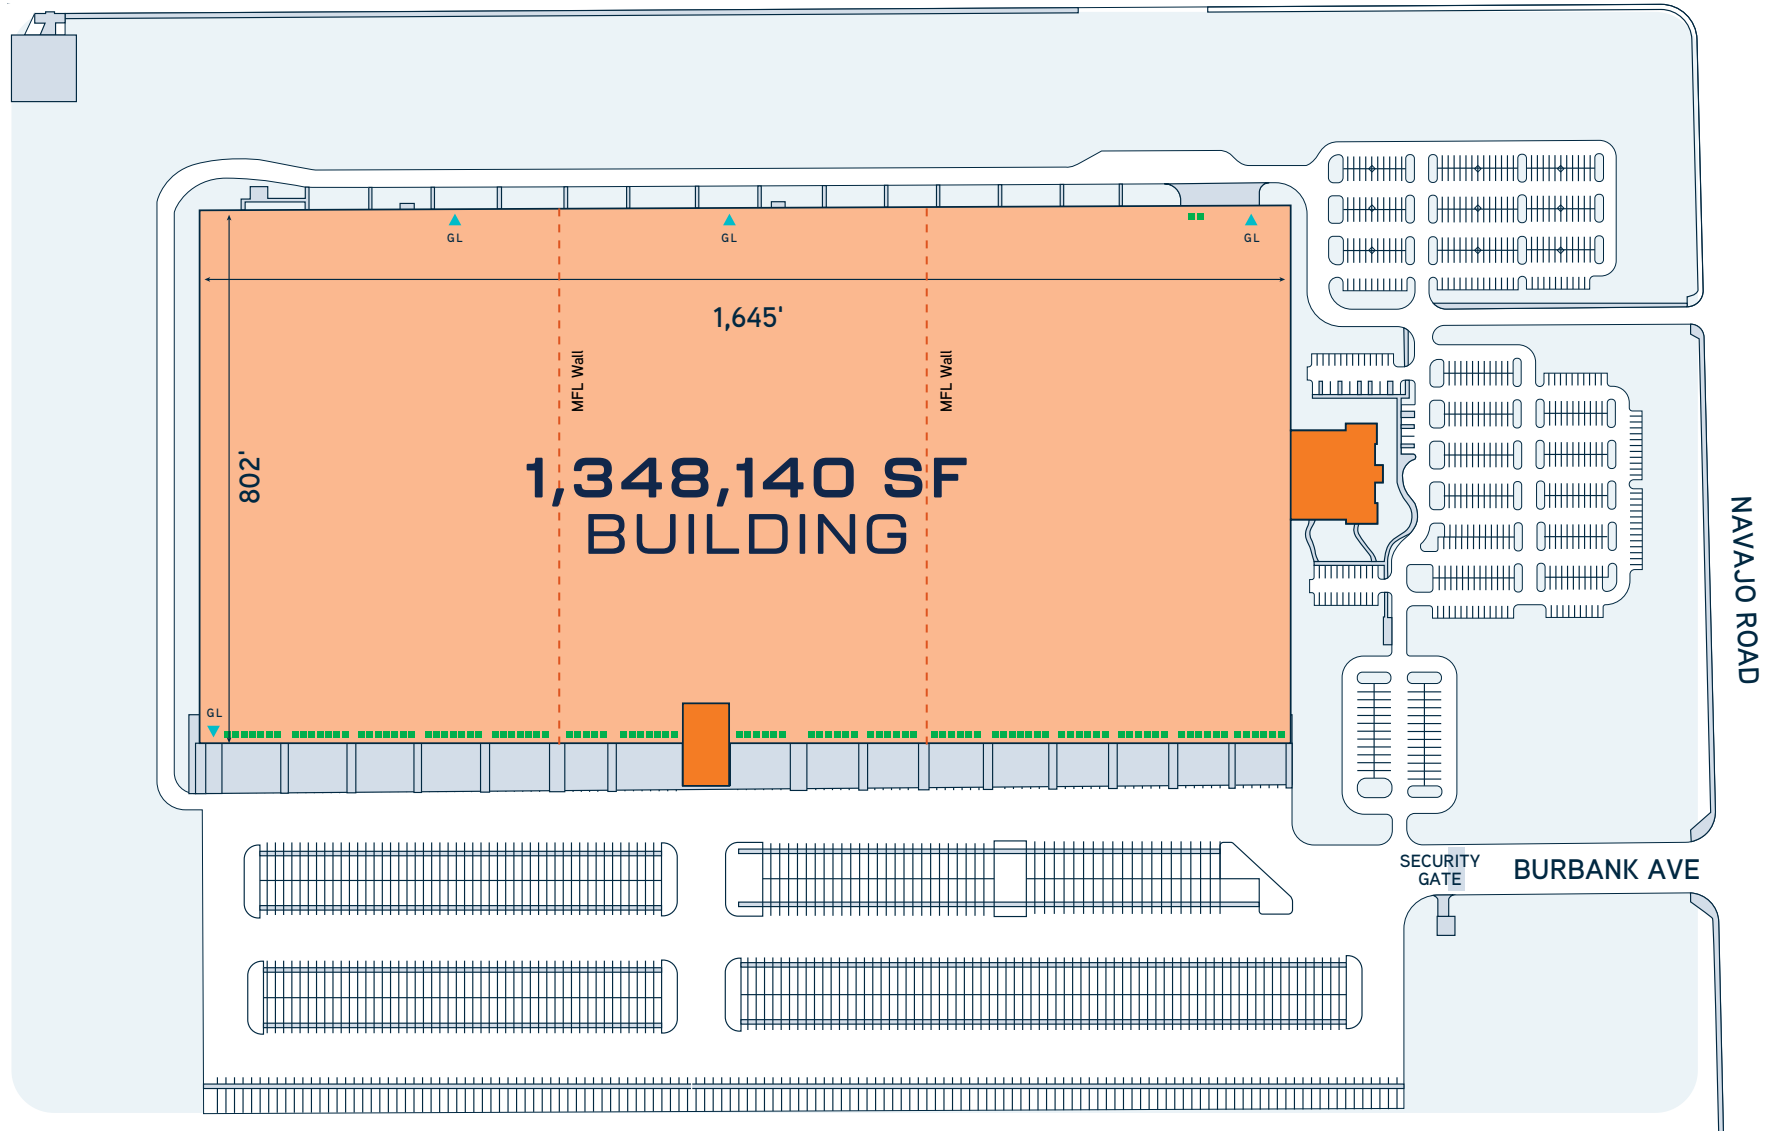 GL
GL
GL
1,645'
MFL Wall
MFL Wall
802'
1,348,140 SF
BUILDING
NAVAJO ROAD
GL
SECURITY
GATE
BURBANK AVE